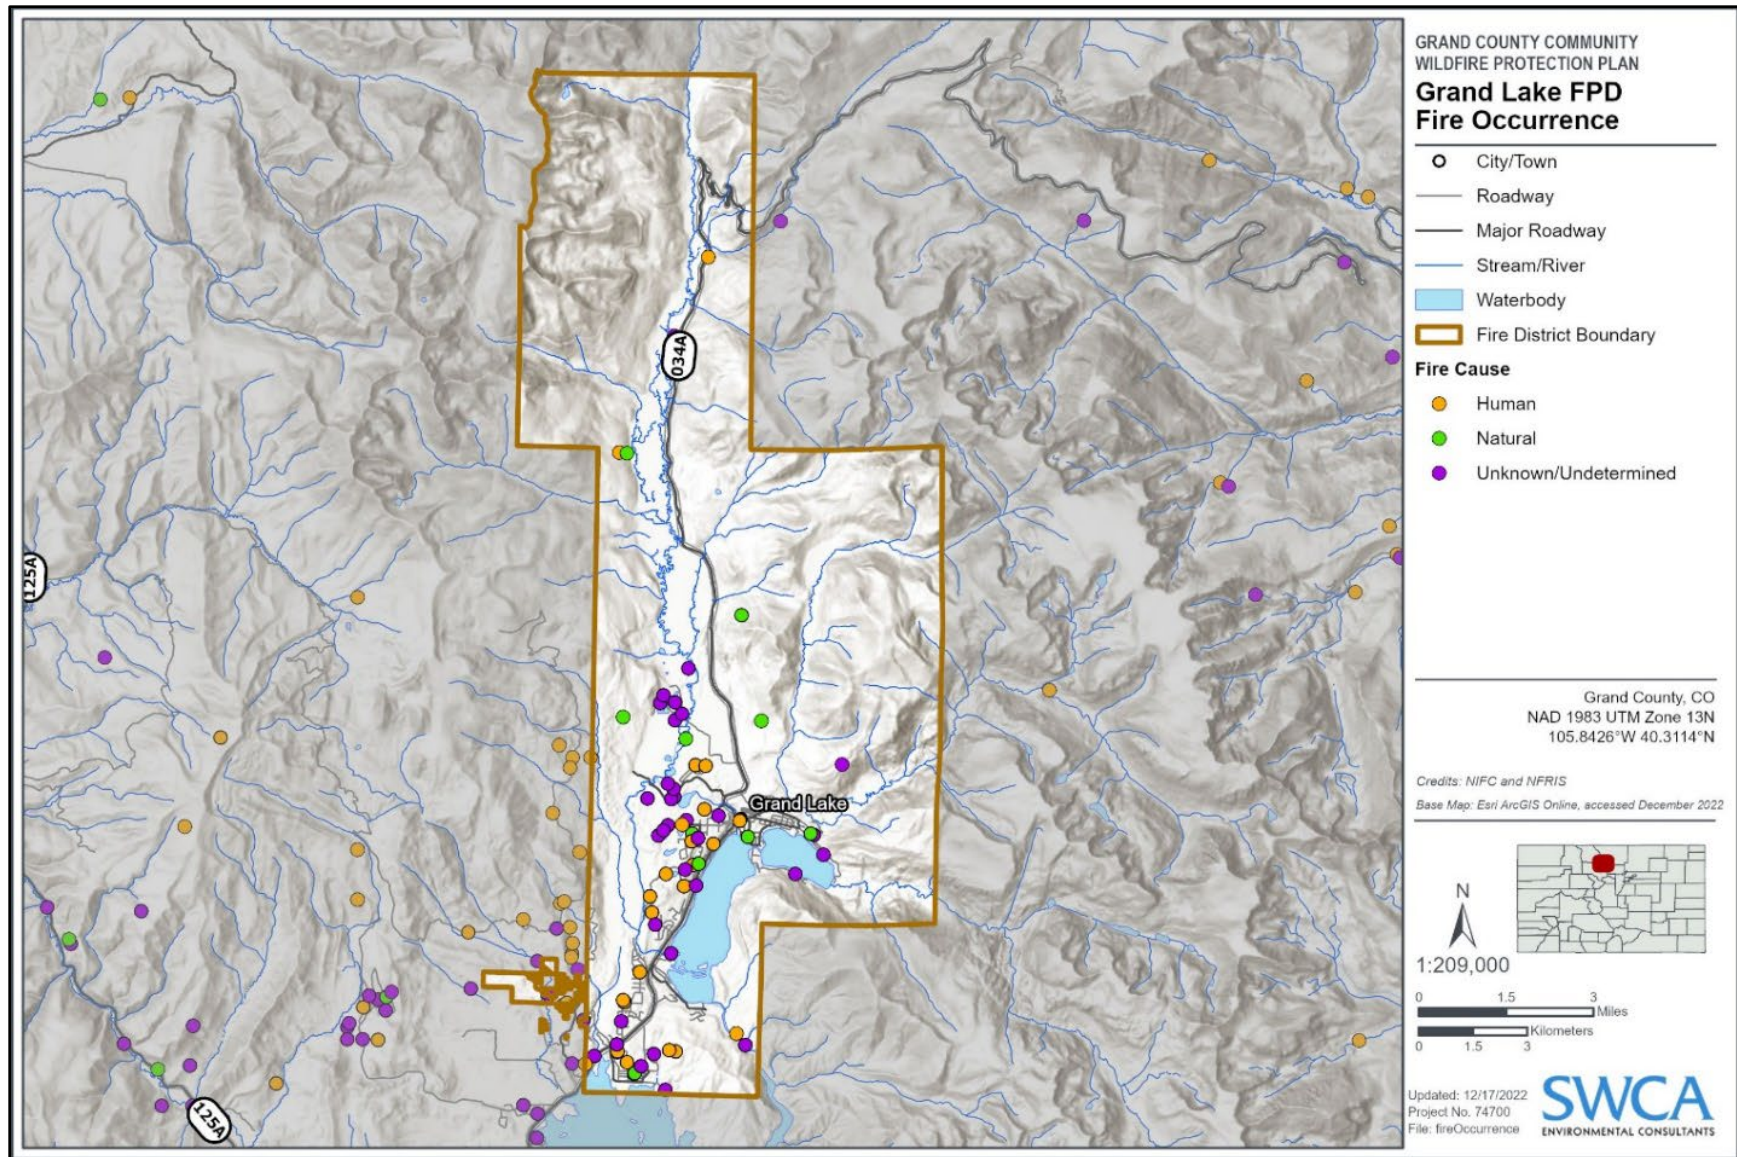 GRAND COUNTY COMMUNITY
WILDFIRE PROTECTION PLAN
Grand Lake FPD
Fire Occurrence
City/Town
Roadway
Major Roadway
Stream/River
Waterbody
Fire District Boundary
Fire Cause
Human
Natural
Unknown/Undetermined
Grand County, CO
NAD 1983 UTM Zone 13N
105.8426°W 40.3114°N
Credits: NIFC and NFRIS
Base Map: Esri ArcGIS Online, accessed December 2022
N
1:209,000
0 1.5 3
Miles
Kilometers
0 1.5 3
Updated: 12/17/2022
Project No. 74700
File: fireOccurrence
SWCA
ENVIRONMENTAL CONSULTANTS
034A
125A
Grand Lake
125A